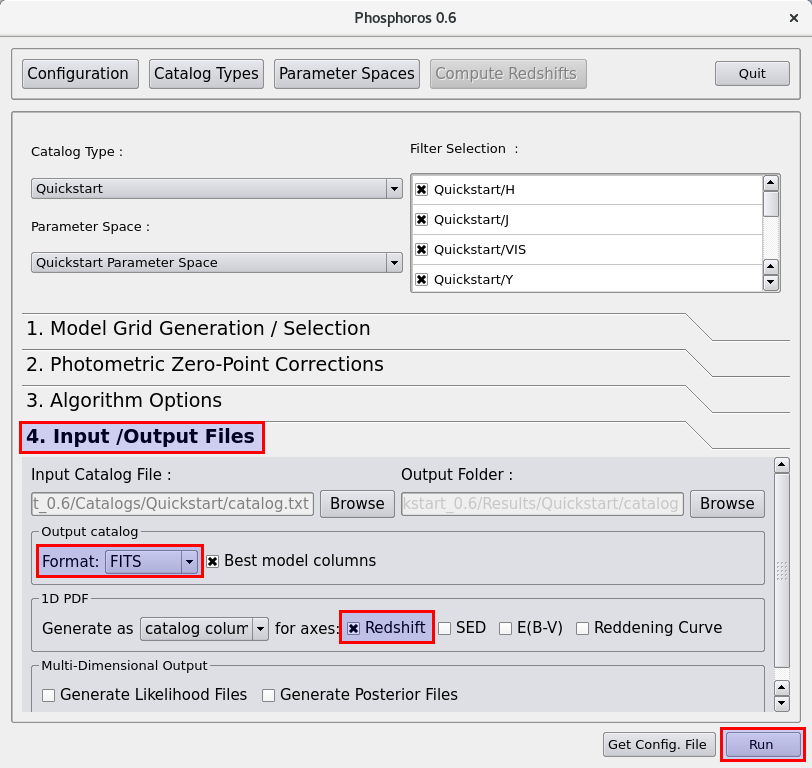 Phosphoros 0.6
Configuration Catalog Types Parameter Spaces Compute Redshifts Quit
Catalog Type :
Filter Selection :
Quickstart
Quickstart/H
Quickstart/J
Parameter Space :
Quickstart/VIS
Quickstart Parameter Space
Quickstart/Y
1. Model Grid Generation / Selection
2. Photometric Zero-Point Corrections
3. Algorithm Options
4. Input /Output Files
Input Catalog File : Output Folder :
t_0.6/Catalogs/Quickstart/catalog.txt Browse kstart_0.6/Results/Quickstart/catalog Browse
Output catalog
Format: FITS Best model columns
1D PDF
Generate as catalog colum for axes: Redshift SED E(B-V) Reddening Curve
Multi-Dimensional Output
Generate Likelihood Files Generate Posterior Files
Get Config. File Run